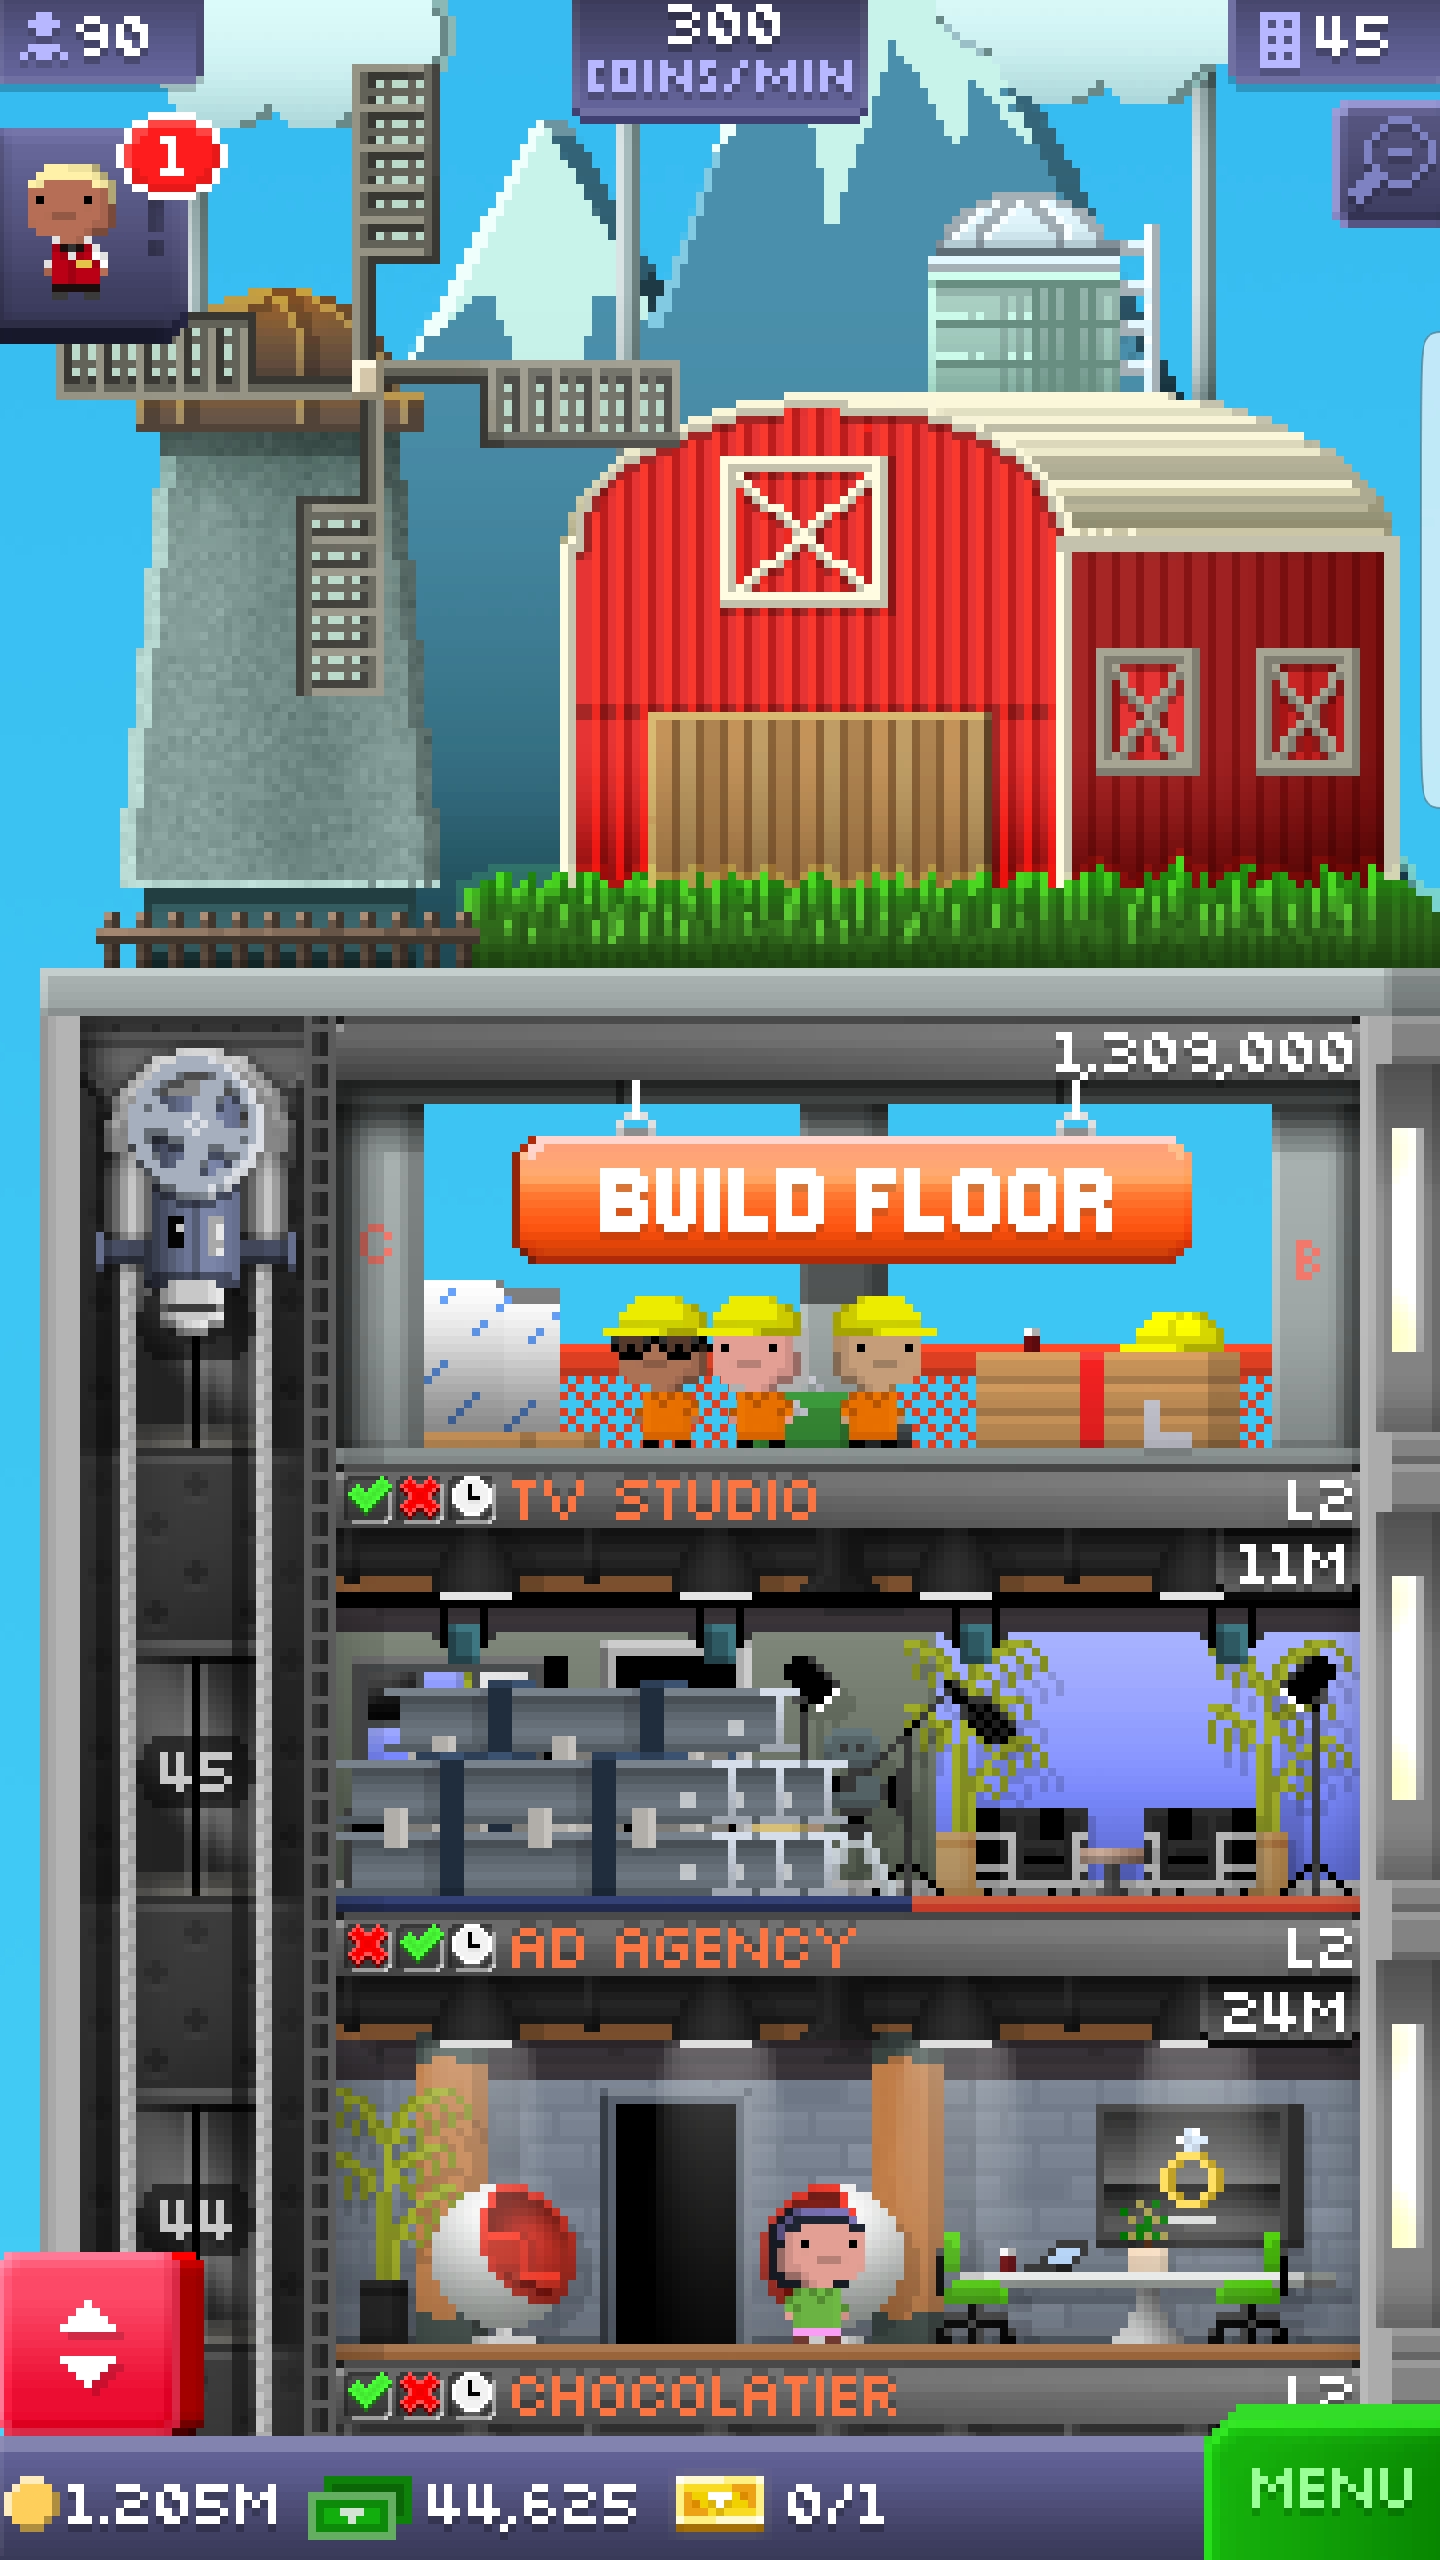 90
300
COINS/MIN
45
1
1,309,000
BUILD FLOOR
C
B
TV STUDIO L2
11M
45
AD AGENCY L2
24M
44
CHOCOLATIER L2
1.205M 44,625 0/1
MENU